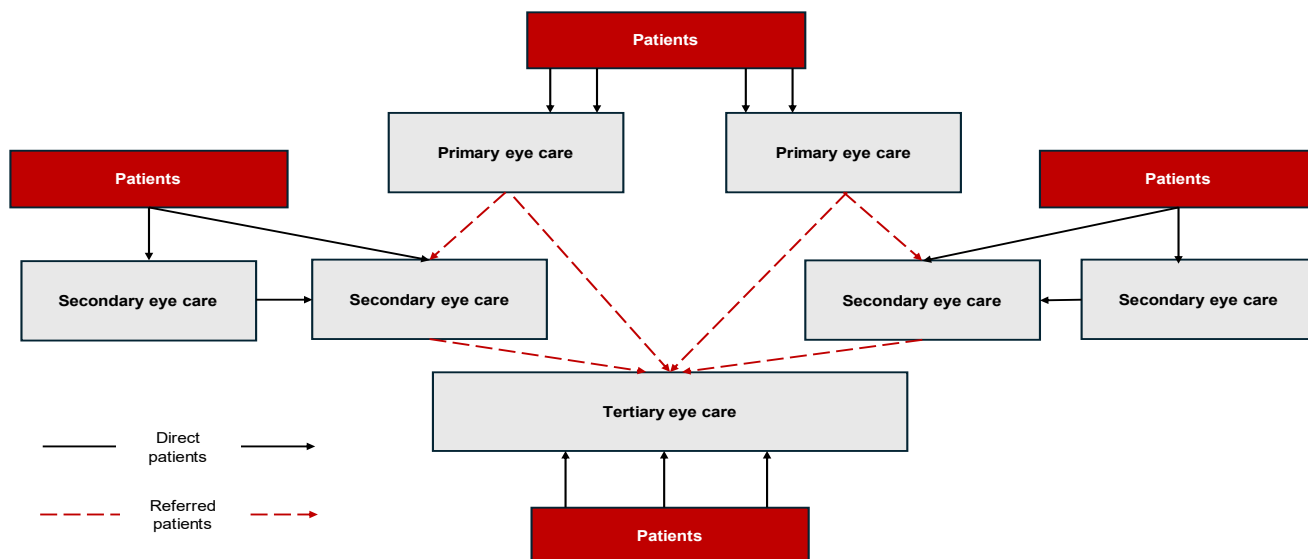 Patients
Primary eye care
Primary eye care
Patients
Patients
Secondary eye care
Secondary eye care
Secondary eye care
Secondary eye care
Tertiary eye care
Direct
patients
Referred
patients
Patients